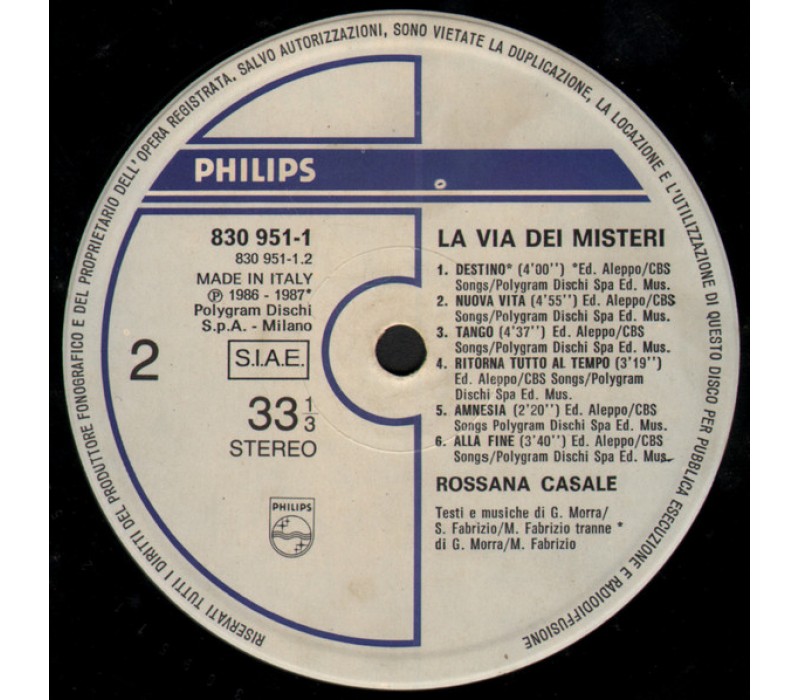 RISERVATI TUTTI I DIRITTI DEL PRODUTTORE FONOGRAFICO E DEL PROPRIETARIO DELL'OPERA REGISTRATA. SALVO AUTORIZZAZIONI, SONO VIETATE LA DUPLICAZIONE, LA LOCAZIONE E L'UTILIZZAZIONE DI QUESTO DISCO PER PUBBLICA ESECUZIONE E RADIODIFFUSIONE
PHILIPS
830 951-1
830 951-1.2
MADE IN ITALY
℗ 1986 - 1987*
Polygram Dischi
S.p.A. - Milano
2
S.I.A.E.
33 1/3
STEREO
PHILIPS
LA VIA DEI MISTERI
1. DESTINO* (4'00'') *Ed. Aleppo/CBS
Songs/Polygram Dischi Spa Ed. Mus.
2. NUOVA VITA (4'55'') Ed. Aleppo/CBS
Songs/Polygram Dischi Spa Ed. Mus.
3. TANGO (4'37'') Ed. Aleppo/CBS
Songs/Polygram Dischi Spa Ed. Mus.
4. RITORNA TUTTO AL TEMPO (3'19'')
Ed. Aleppo/CBS Songs/Polygram
Dischi Spa Ed. Mus.
5. AMNESIA (2'20'') Ed. Aleppo/CBS
Songs Polygram Dischi Spa Ed. Mus.
6. ALLA FINE (3'40'') Ed. Aleppo/CBS
Songs/Polygram Dischi Spa Ed. Mus.
ROSSANA CASALE
Testi e musiche di G. Morra/
S. Fabrizio/M. Fabrizio tranne *
di G. Morra/M. Fabrizio